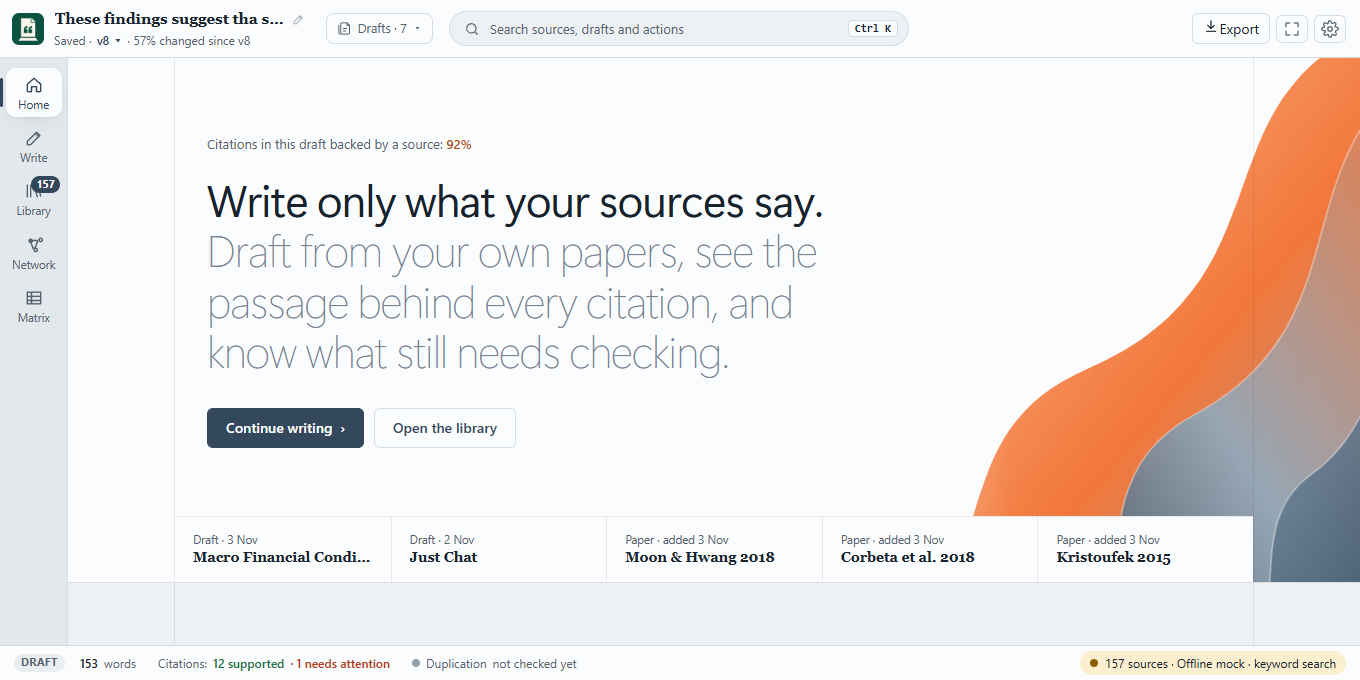 These findings suggest tha s...
Saved · v8 · 57% changed since v8
Drafts · 7
Search sources, drafts and actions
Ctrl K
Export
Home
Write
157
Library
Network
Matrix
Citations in this draft backed by a source: 92%
Write only what your sources say.
Draft from your own papers, see the
passage behind every citation, and
know what still needs checking.
Continue writing ›
Open the library
Draft · 3 Nov
Macro Financial Condi...
Draft · 2 Nov
Just Chat
Paper · added 3 Nov
Moon & Hwang 2018
Paper · added 3 Nov
Corbeta et al. 2018
Paper · added 3 Nov
Kristoufek 2015
DRAFT
153 words
Citations: 12 supported · 1 needs attention
Duplication not checked yet
157 sources · Offline mock · keyword search